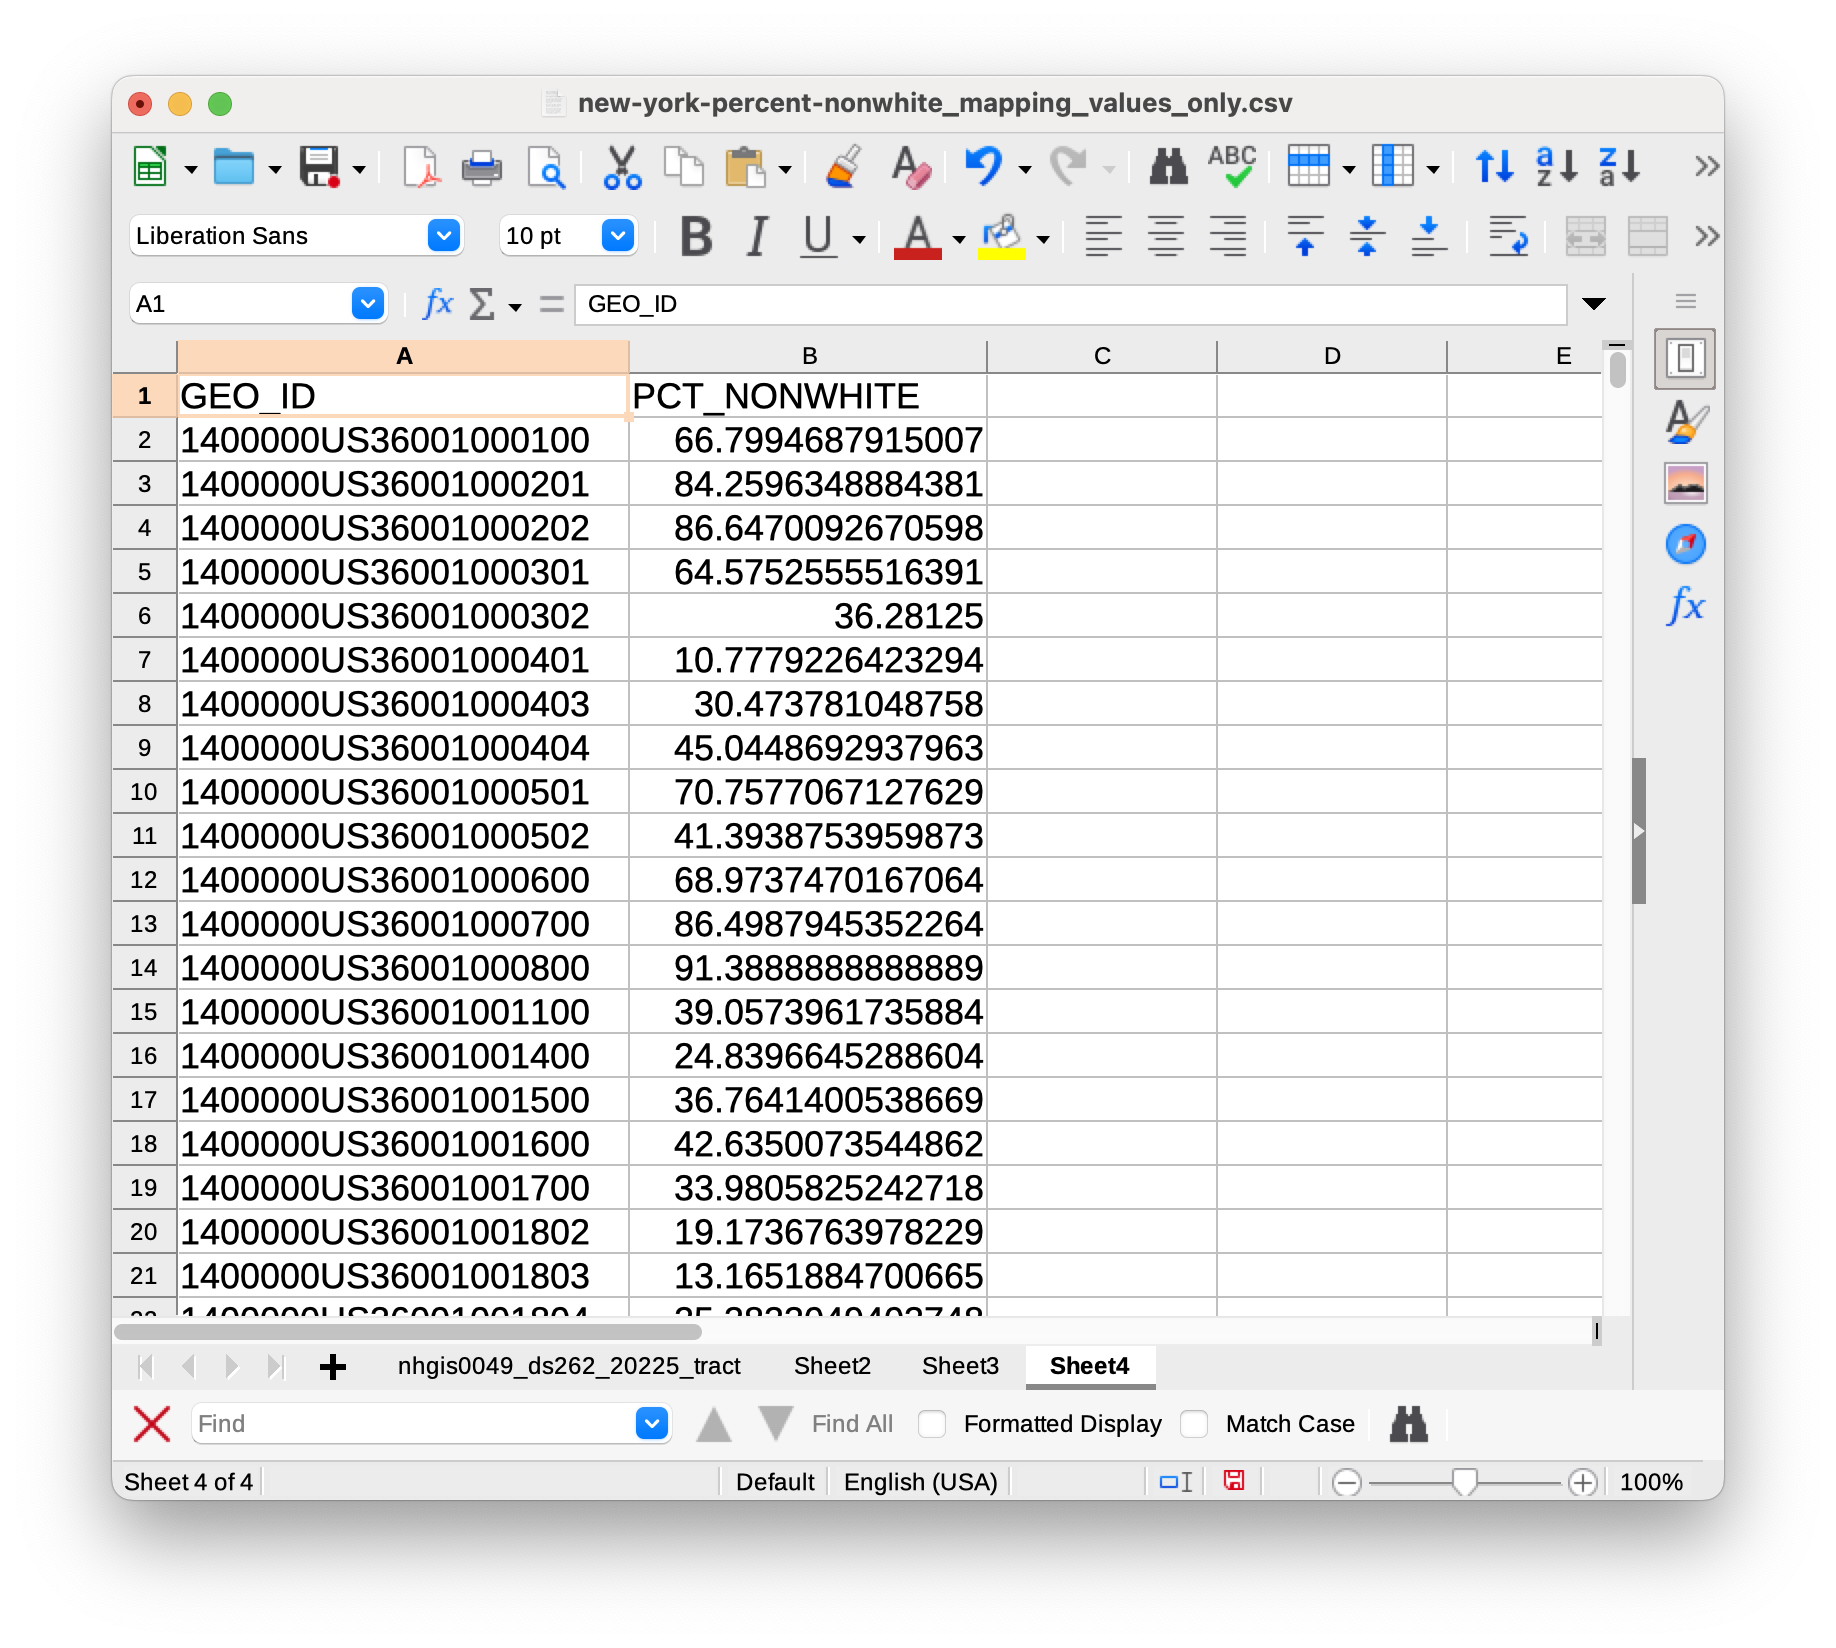 new-york-percent-nonwhite_mapping_values_only.csv
ABC
a z
z a
Liberation Sans 10 pt B I U A
A1 fx Σ = GEO_ID
A B C D E
1 GEO_ID PCT_NONWHITE
2 1400000US36001000100 66.7994687915007
3 1400000US36001000201 84.2596348884381
4 1400000US36001000202 86.6470092670598
5 1400000US36001000301 64.5752555516391
6 1400000US36001000302 36.28125
7 1400000US36001000401 10.7779226423294
8 1400000US36001000403 30.473781048758
9 1400000US36001000404 45.0448692937963
10 1400000US36001000501 70.7577067127629
11 1400000US36001000502 41.3938753959873
12 1400000US36001000600 68.9737470167064
13 1400000US36001000700 86.4987945352264
14 1400000US36001000800 91.3888888888889
15 1400000US36001001100 39.0573961735884
16 1400000US36001001400 24.8396645288604
17 1400000US36001001500 36.7641400538669
18 1400000US36001001600 42.6350073544862
19 1400000US36001001700 33.9805825242718
20 1400000US36001001802 19.1736763978229
21 1400000US36001001803 13.1651884700665
nhgis0049_ds262_20225_tract Sheet2 Sheet3 Sheet4
Find Find All Formatted Display Match Case
Sheet 4 of 4 Default English (USA) 100%